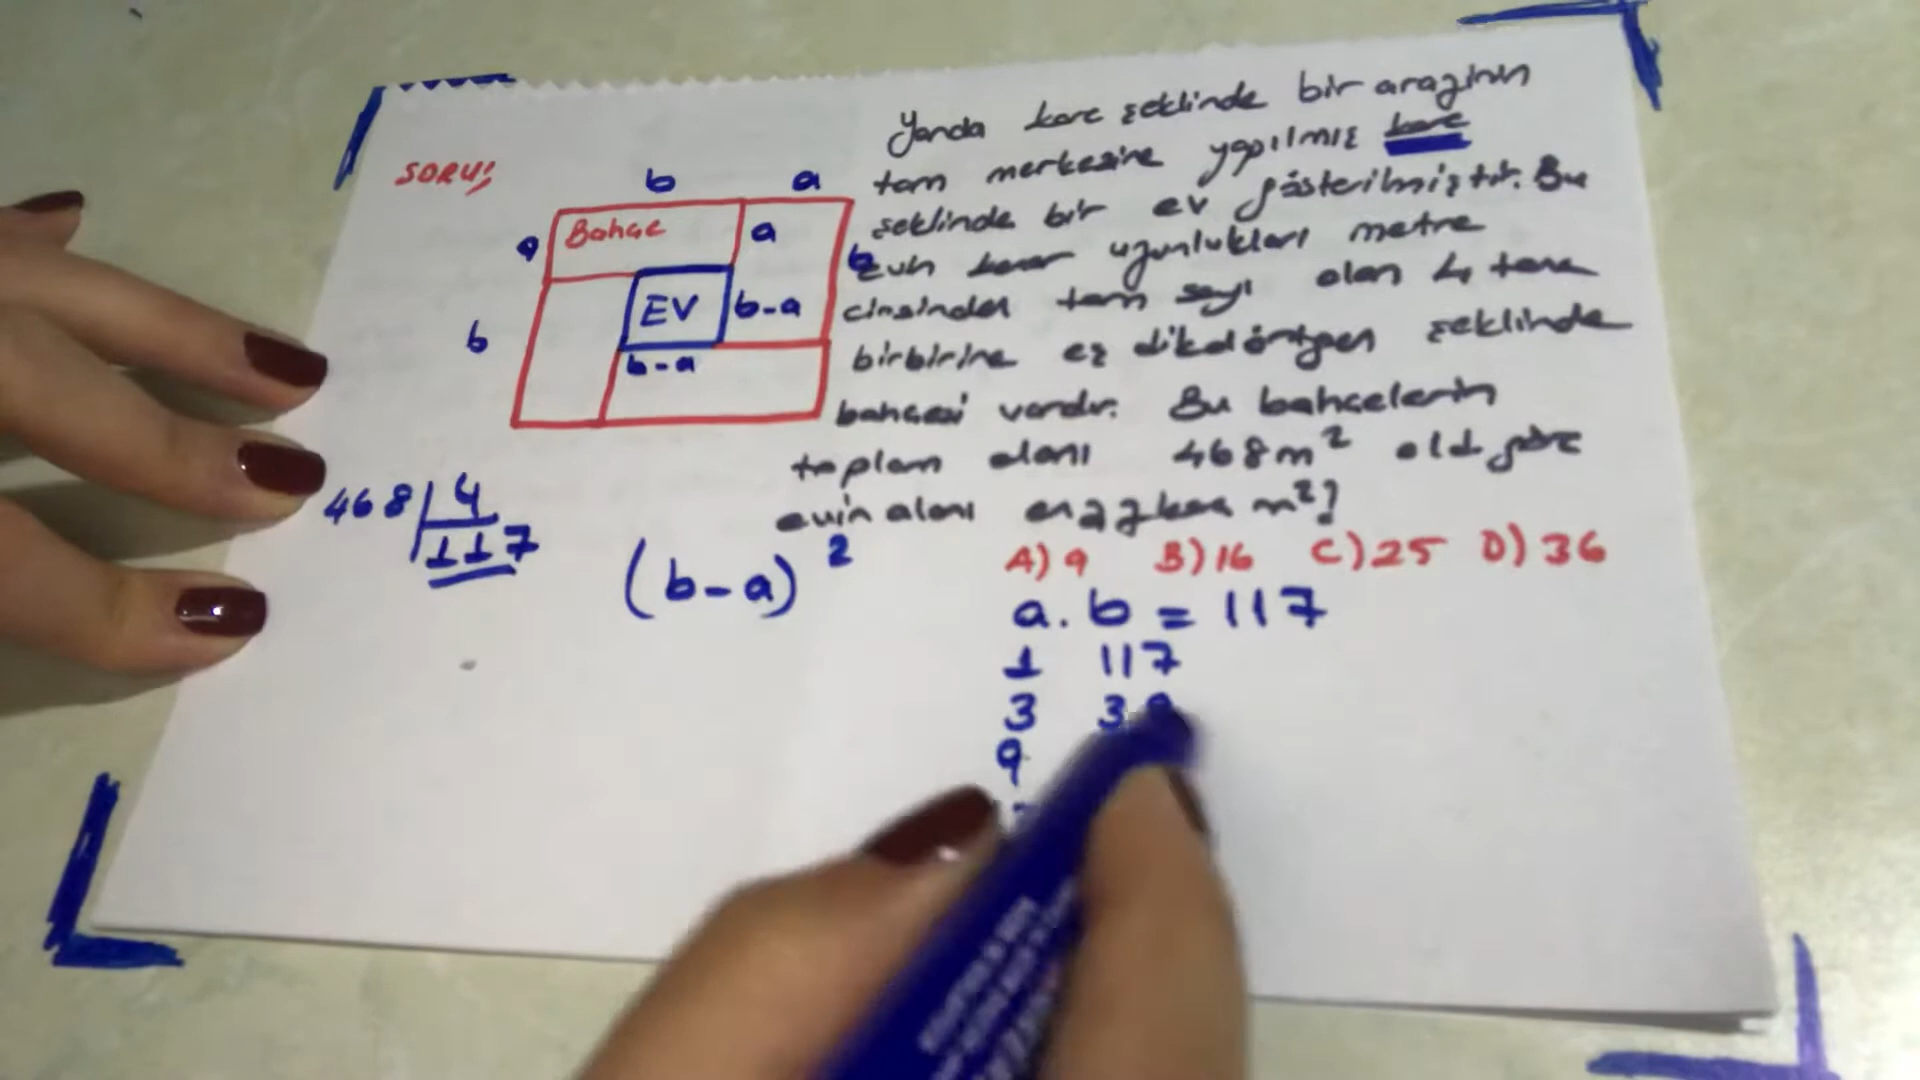 SORU;
b a
a Bahçe a
b EV b-a b
b-a
Yanda kare şeklinde bir arazinin
tam merkezine yapılmış kare
şeklinde bir ev gösterilmiştir. Bu
evin kenar uzunlukları metre
cinsinden tam sayı olan 4 tane
birbirine eş dikdörtgen şeklinde
bahçesi vardır. Bu bahçelerin
toplam alanı 468m² old. göre
evin alanı en az kaç m²?
A) 9 B) 16 C) 25 D) 36
468 4
117
(b-a)²
a.b = 117
1 117
3 39
9